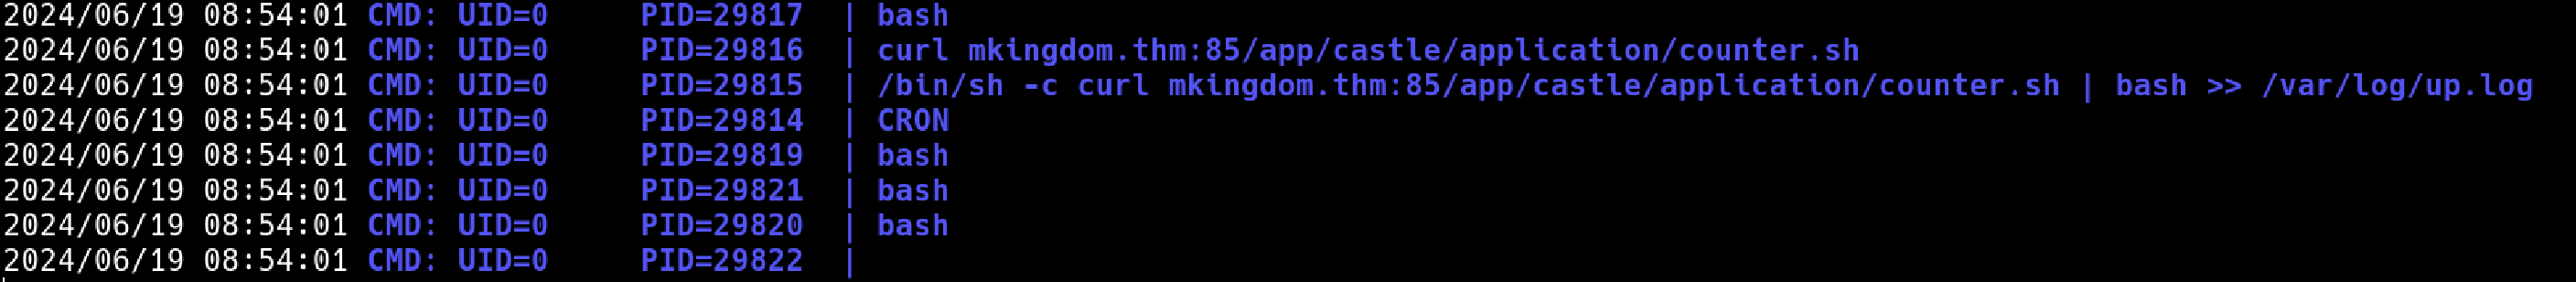 2024/06/19 08:54:01 CMD: UID=0     PID=29817  | bash
2024/06/19 08:54:01 CMD: UID=0     PID=29816  | curl mkingdom.thm:85/app/castle/application/counter.sh
2024/06/19 08:54:01 CMD: UID=0     PID=29815  | /bin/sh -c curl mkingdom.thm:85/app/castle/application/counter.sh | bash >> /var/log/up.log
2024/06/19 08:54:01 CMD: UID=0     PID=29814  | CRON
2024/06/19 08:54:01 CMD: UID=0     PID=29819  | bash
2024/06/19 08:54:01 CMD: UID=0     PID=29821  | bash
2024/06/19 08:54:01 CMD: UID=0     PID=29820  | bash
2024/06/19 08:54:01 CMD: UID=0     PID=29822  |